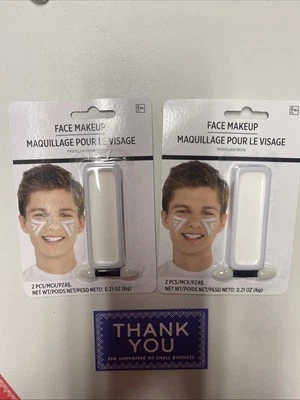 FACE MAKEUP
MAQUILLAGE POUR LE VISAGE
2 PCS/MCX/PZAS.
NET WT/POIDS NET/PESO NETO: 0.21 OZ (6g)
FACE MAKEUP
MAQUILLAGE POUR LE VISAGE
2 PCS/MCX/PZAS.
NET WT/POIDS NET/PESO NETO: 0.21 OZ (6g)
THANK
YOU
FOR SUPPORTING MY SMALL BUSINESS